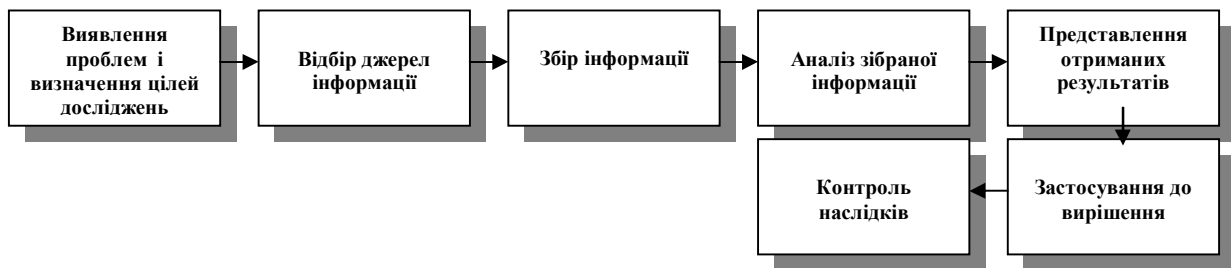 Виявлення
проблем і
визначення цілей
досліджень
Відбір джерел
інформації
Збір інформації
Аналіз зібраної
інформації
Представлення
отриманих
результатів
Застосування до
вирішення
Контроль
наслідків